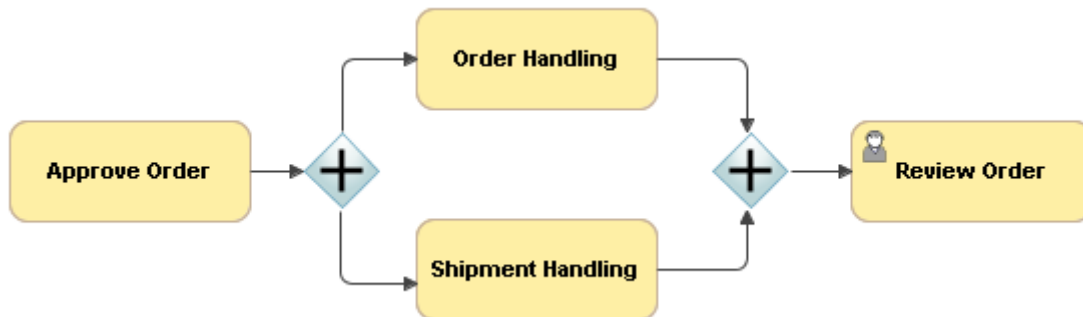 Order Handling
Approve Order
Review Order
Shipment Handling